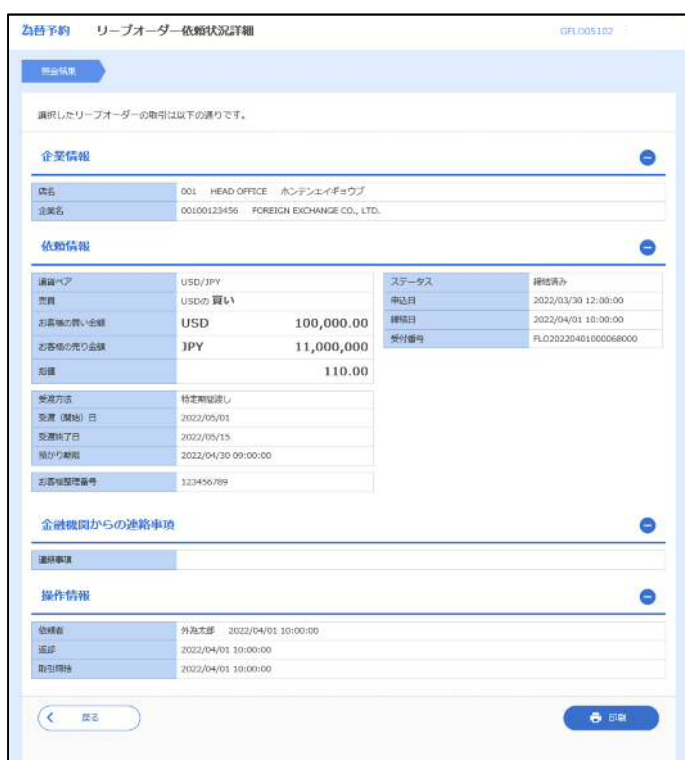 為替予約 リーブオーダー依頼状況詳細 GFLO05102
照会結果
選択したリーブオーダーの取引は以下の通りです。
企業情報
店名 001 HEAD OFFICE ホンテンエイギョウブ
企業名 00100123456 FOREIGN EXCHANGE CO., LTD.
依頼情報
通貨ペア USD/JPY ステータス 締結済み
売買 USDの 買い 申込日 2022/03/30 12:00:00
お客様の買い金額 USD 100,000.00 締結日 2022/04/01 10:00:00
お客様の売り金額 JPY 11,000,000 受付番号 FLO20220401000068000
指値 110.00
受渡方法 特定期間渡し
受渡（開始）日 2022/05/01
受渡終了日 2022/05/15
預かり期限 2022/04/30 09:00:00
お客様整理番号 123456789
金融機関からの連絡事項
連絡事項
操作情報
依頼者 外為太郎 2022/04/01 10:00:00
返却 2022/04/01 10:00:00
取引締結 2022/04/01 10:00:00
戻る 印刷